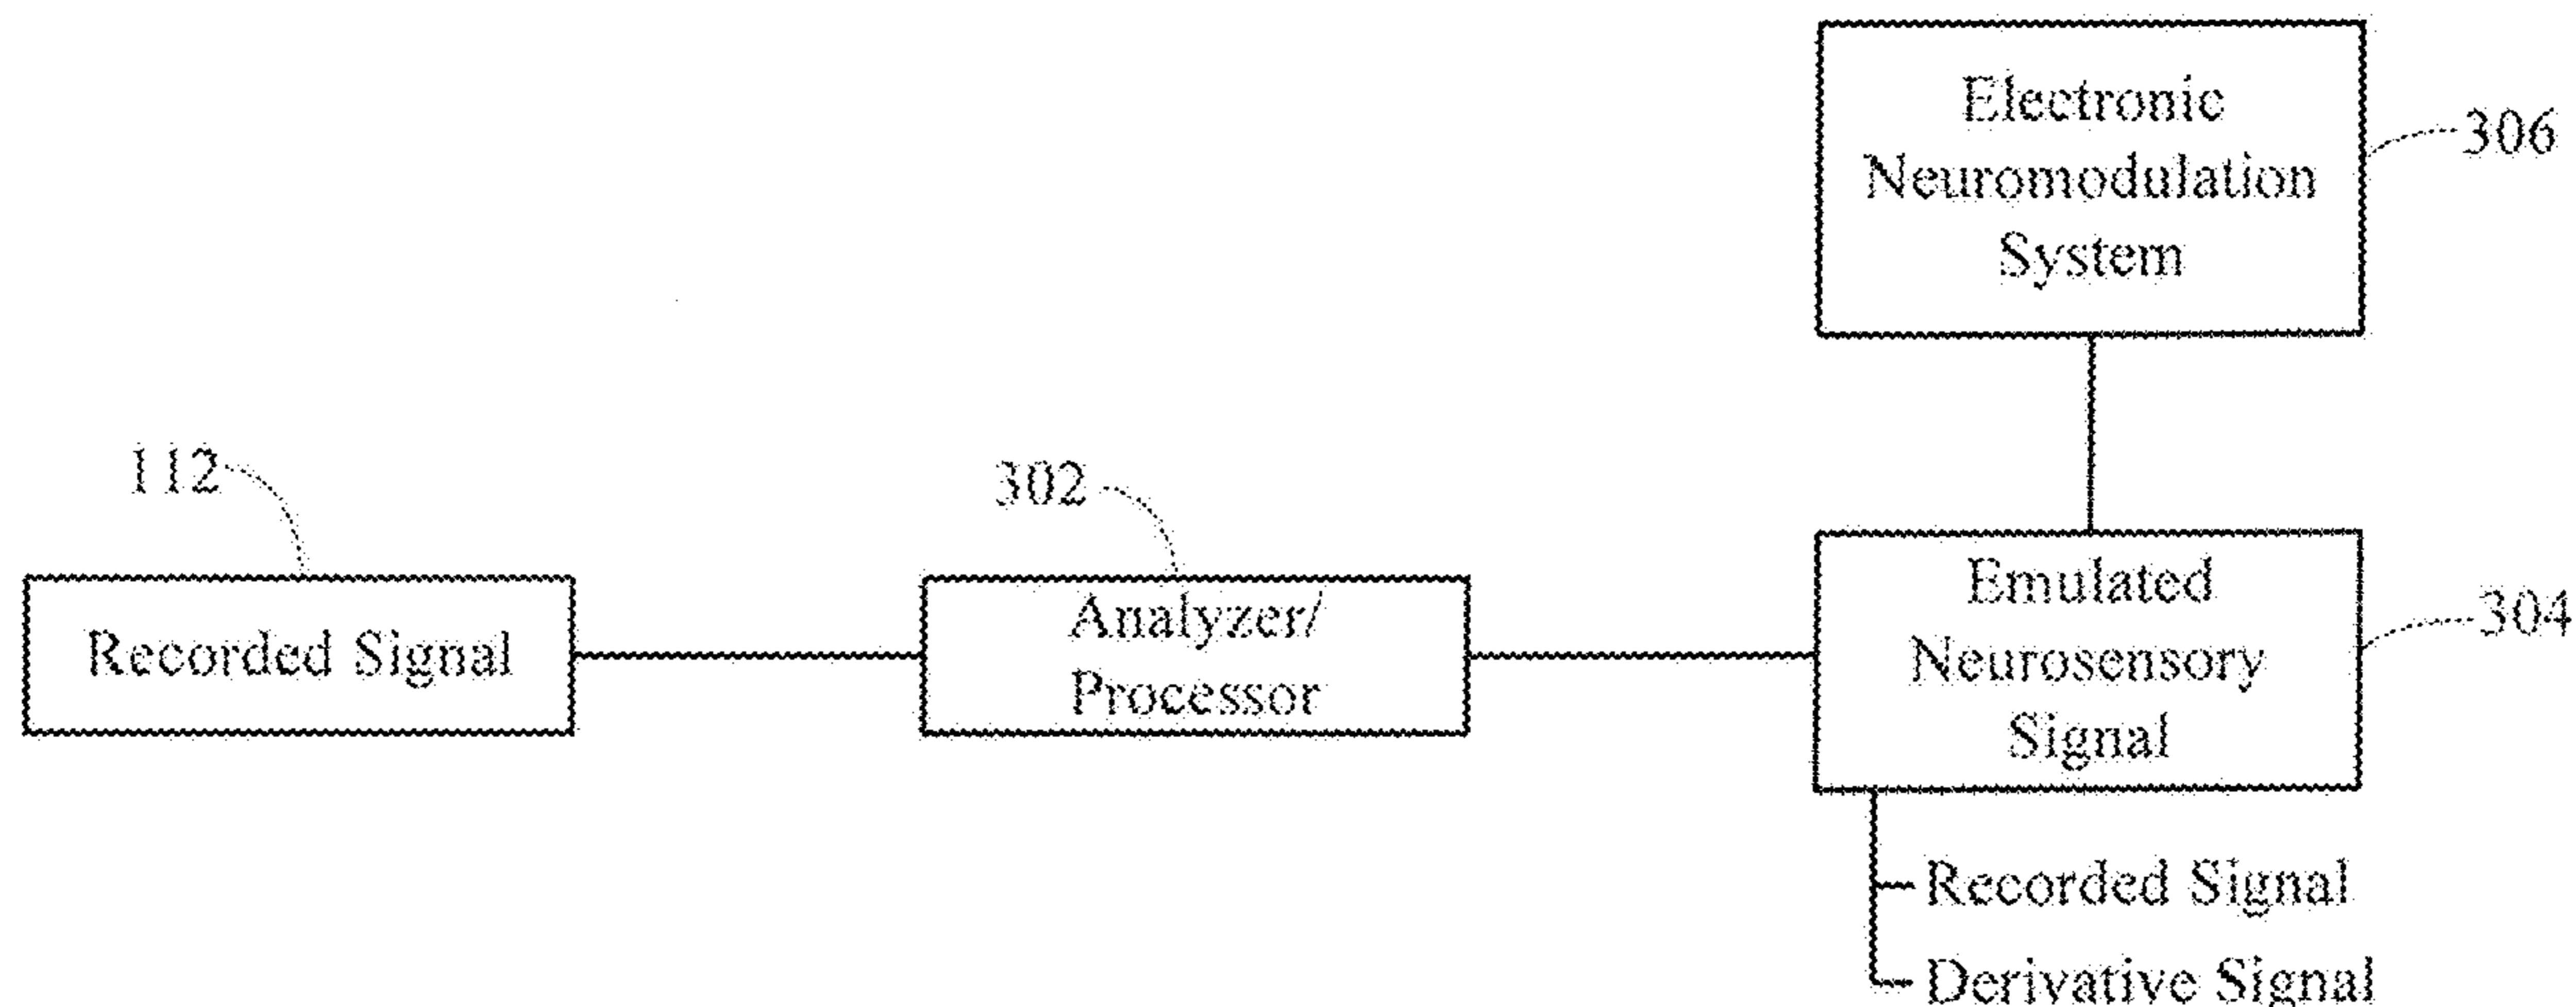 Electronic
Neuromodulation
System
306
112
302
Recorded Signal
Analyzer/
Processor
Emulated
Neurosensory
Signal
304
Recorded Signal
Derivative Signal